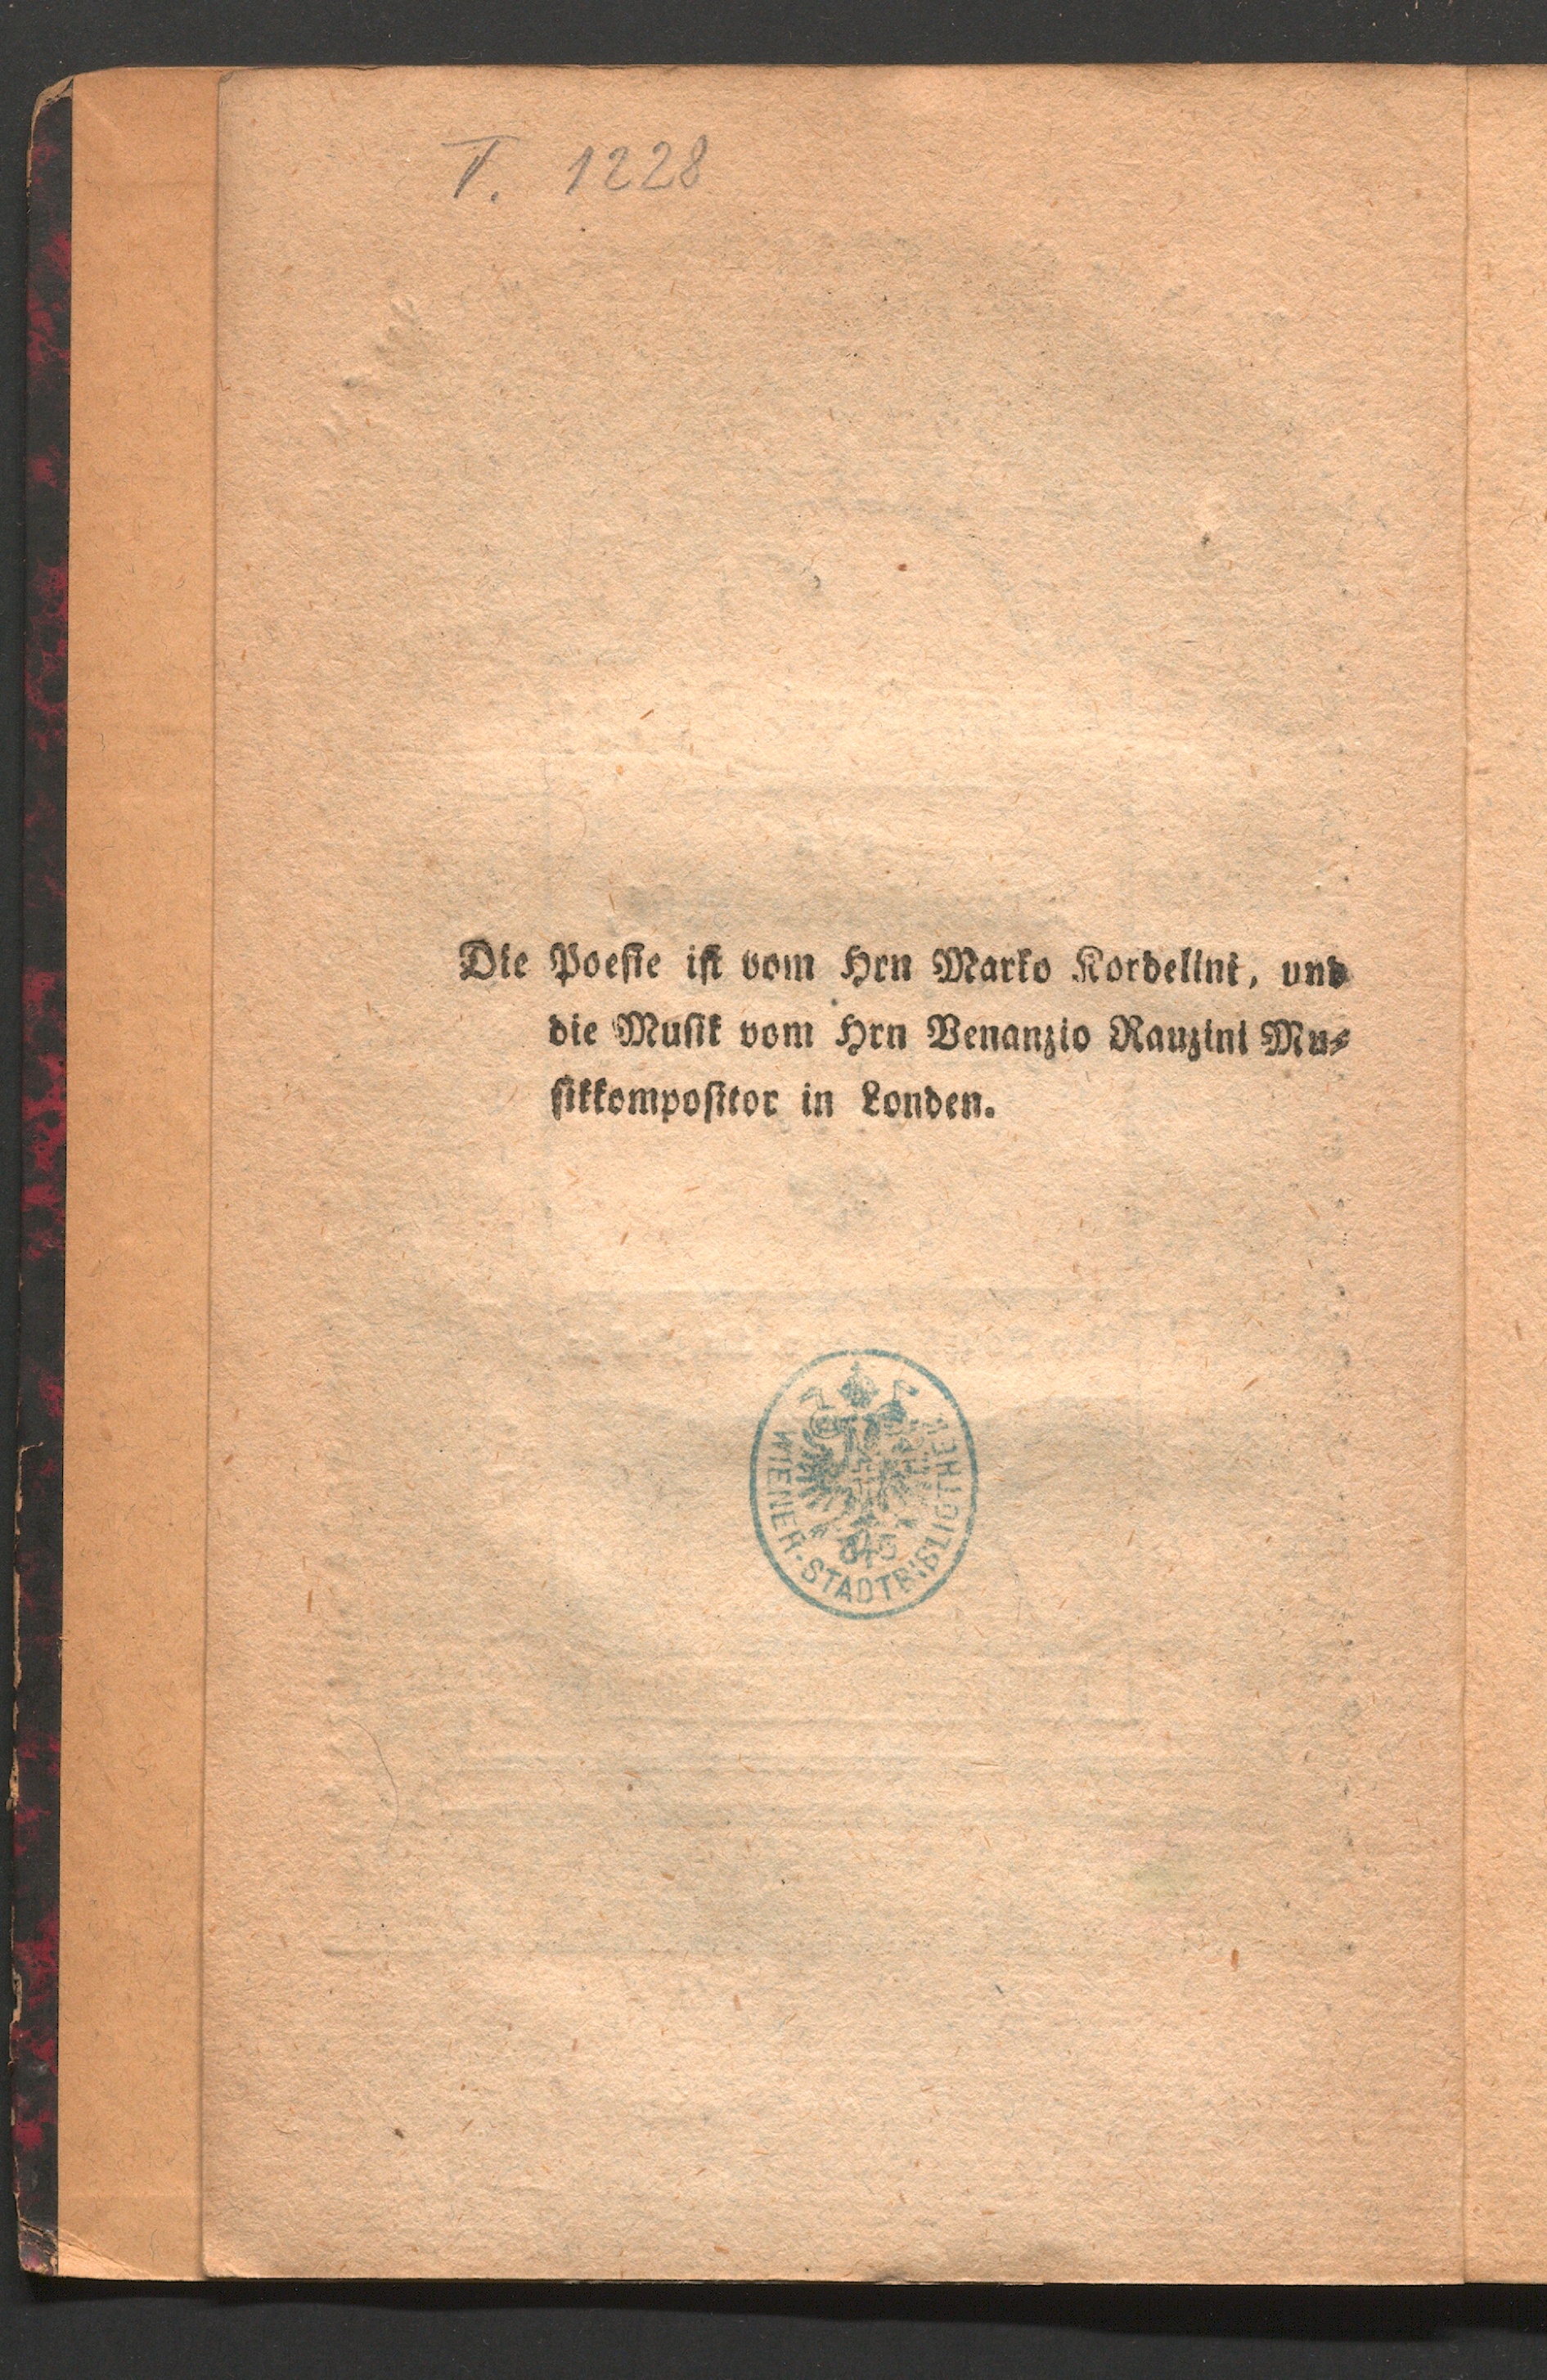 T. 1228
Die Poesie ist vom Hrn Marko Kordelini, und
die Musik vom Hrn Venanzio Rauzini Mu-
sikkompositor in Londen.
WIENER·STADTBIBLIOTHEK